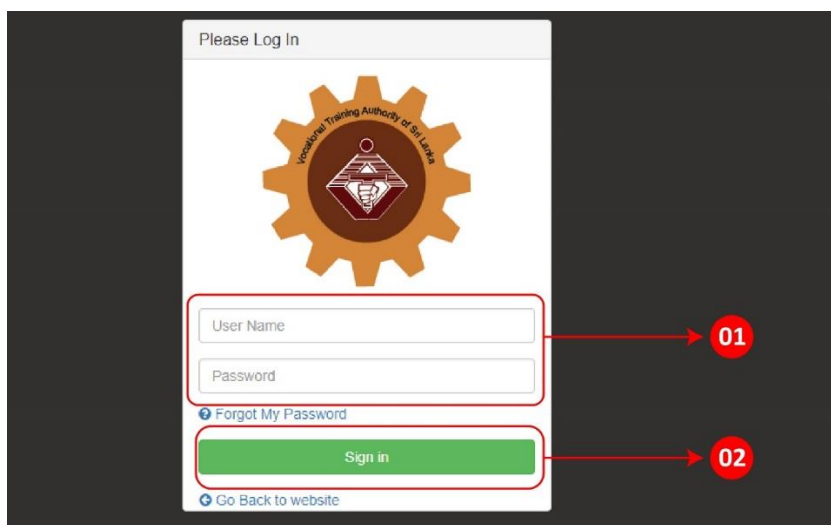 Please Log In
Vocational Training Authority of Sri Lanka
User Name
01
Password
Forgot My Password
Sign in
02
Go Back to website